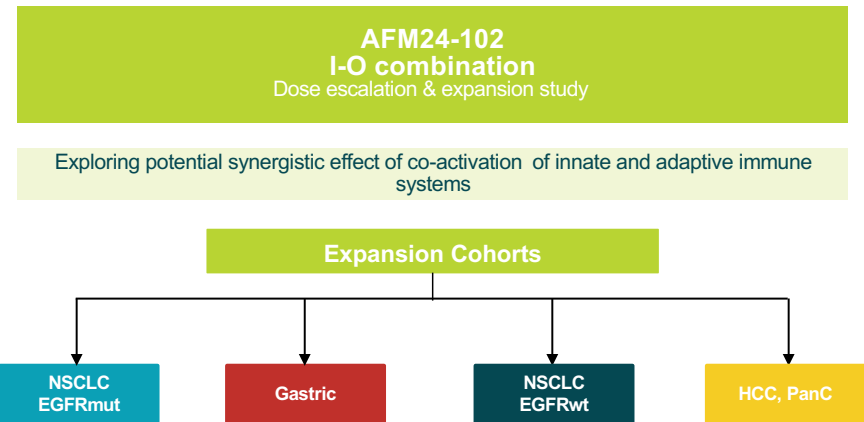 AFM24-102
I-O combination
Dose escalation & expansion study
Exploring potential synergistic effect of co-activation of innate and adaptive immune
systems
Expansion Cohorts
NSCLC
EGFRmut
Gastric
NSCLC
EGFRwt
HCC, PanC